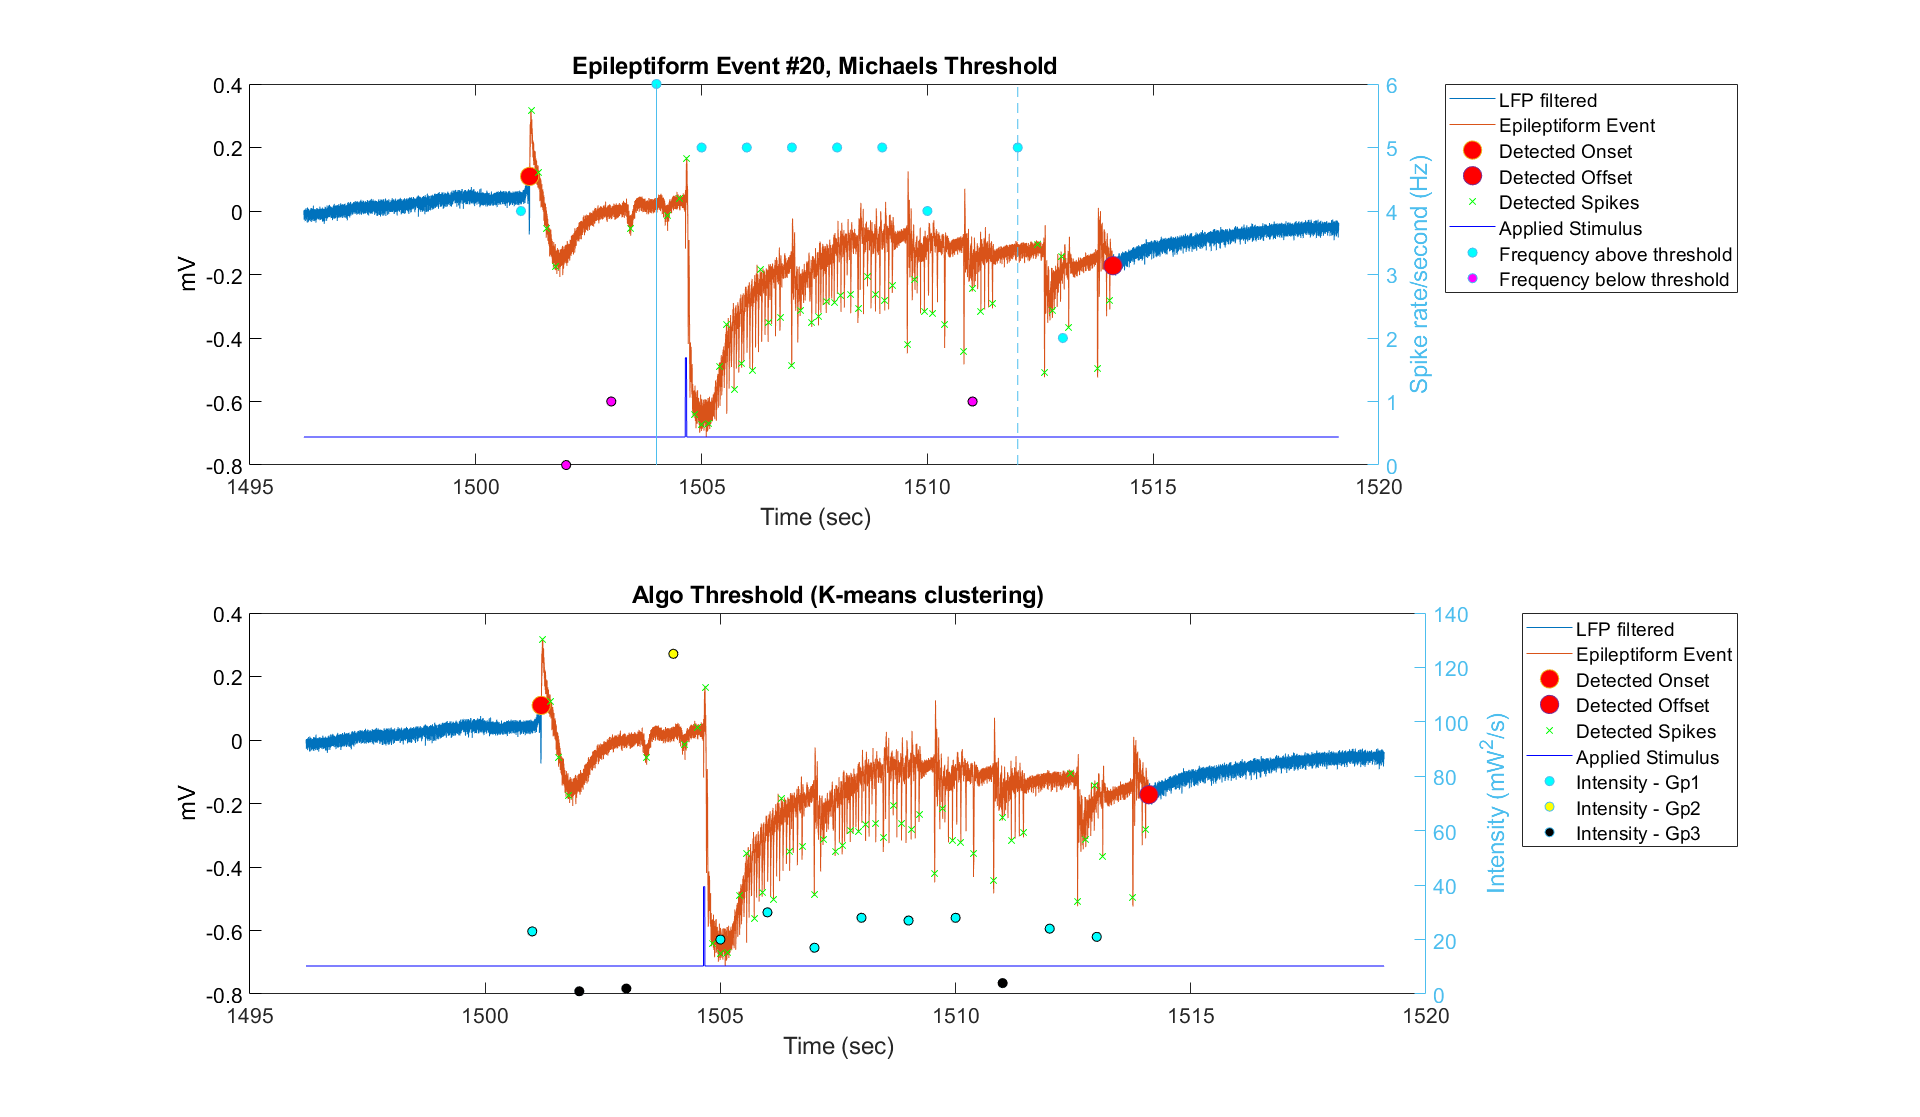 Epileptiform Event #20, Michaels Threshold
0.4
0.2
0
-0.2
-0.4
-0.6
-0.8
mV
1495
1500
1505
1510
1515
1520
Time (sec)
6
5
4
3
2
1
0
Spike rate/second (Hz)
LFP filtered
Epileptiform Event
Detected Onset
Detected Offset
Detected Spikes
Applied Stimulus
Frequency above threshold
Frequency below threshold
Algo Threshold (K-means clustering)
0.4
0.2
0
-0.2
-0.4
-0.6
-0.8
mV
1495
1500
1505
1510
1515
1520
Time (sec)
140
120
100
80
60
40
20
0
Intensity (mW²/s)
LFP filtered
Epileptiform Event
Detected Onset
Detected Offset
Detected Spikes
Applied Stimulus
Intensity - Gp1
Intensity - Gp2
Intensity - Gp3